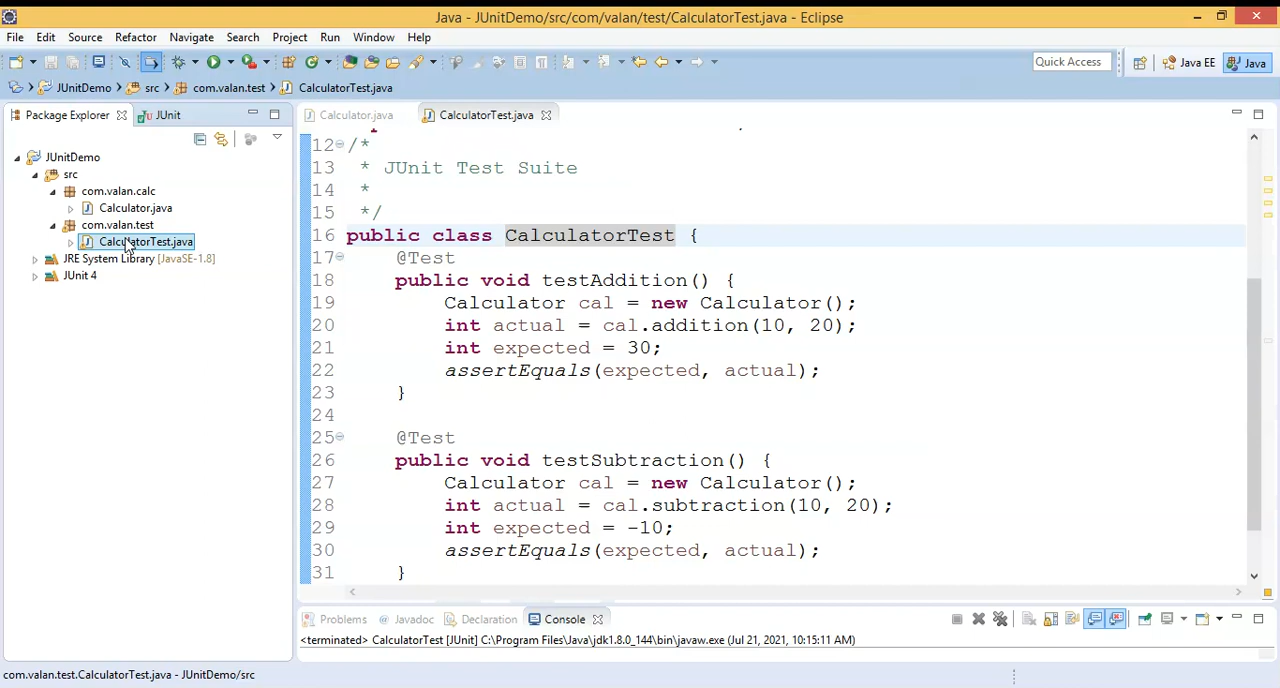 Java - JUnitDemo/src/com/valan/test/CalculatorTest.java - Eclipse
File Edit Source Refactor Navigate Search Project Run Window Help
Quick Access Java EE Java
JUnitDemo src com.valan.test CalculatorTest.java
Package Explorer JUnit
Calculator.java CalculatorTest.java
JUnitDemo
src
com.valan.calc
Calculator.java
com.valan.test
CalculatorTest.java
JRE System Library [JavaSE-1.8]
JUnit 4
12 /*
13 * JUnit Test Suite
14 *
15 */
16 public class CalculatorTest {
17 @Test
18 public void testAddition() {
19 Calculator cal = new Calculator();
20 int actual = cal.addition(10, 20);
21 int expected = 30;
22 assertEquals(expected, actual);
23 }
24
25 @Test
26 public void testSubtraction() {
27 Calculator cal = new Calculator();
28 int actual = cal.subtraction(10, 20);
29 int expected = -10;
30 assertEquals(expected, actual);
31 }
Problems @ Javadoc Declaration Console
<terminated> CalculatorTest [JUnit] C:\Program Files\Java\jdk1.8.0_144\bin\javaw.exe (Jul 21, 2021, 10:15:11 AM)
com.valan.test.CalculatorTest.java - JUnitDemo/src